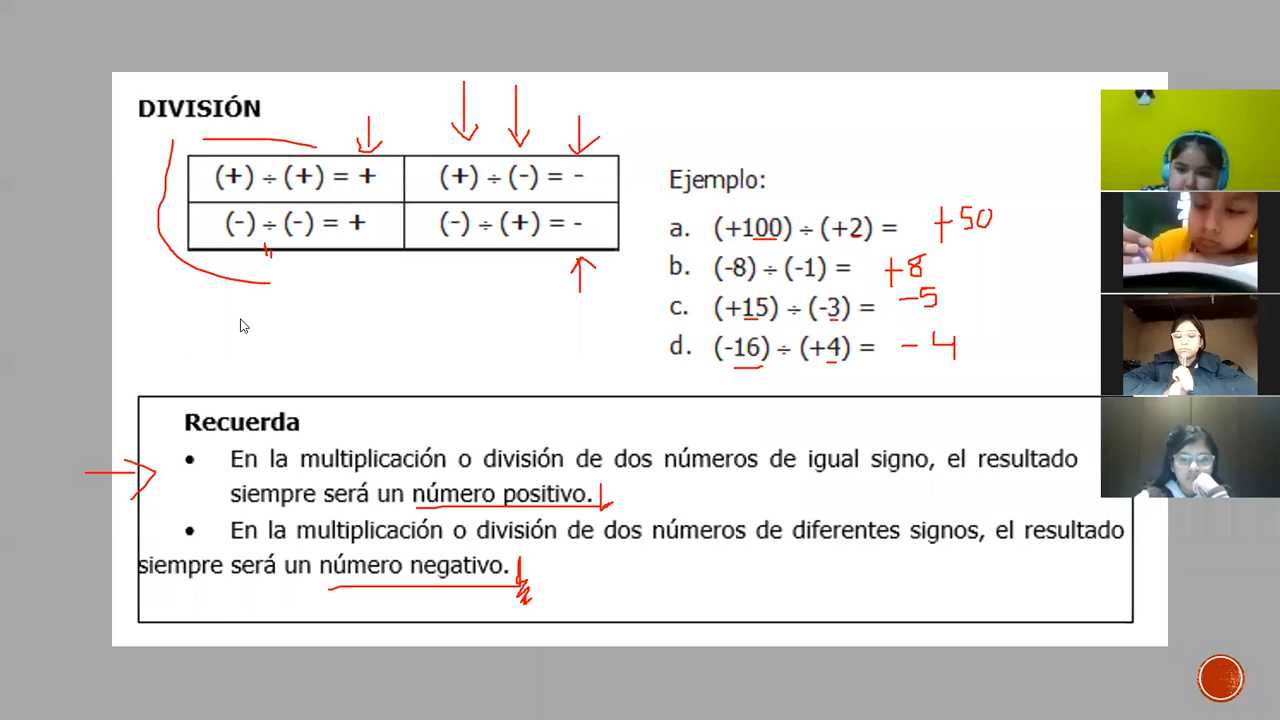 DIVISIÓN
(+) ÷ (+) = + (+) ÷ (-) = -
(-) ÷ (-) = + (-) ÷ (+) = -
Ejemplo:
a. (+100) ÷ (+2) = +50
b. (-8) ÷ (-1) = +8
c. (+15) ÷ (-3) = -5
d. (-16) ÷ (+4) = -4
Recuerda
• En la multiplicación o división de dos números de igual signo, el resultado
siempre será un número positivo.
• En la multiplicación o división de dos números de diferentes signos, el resultado
siempre será un número negativo.